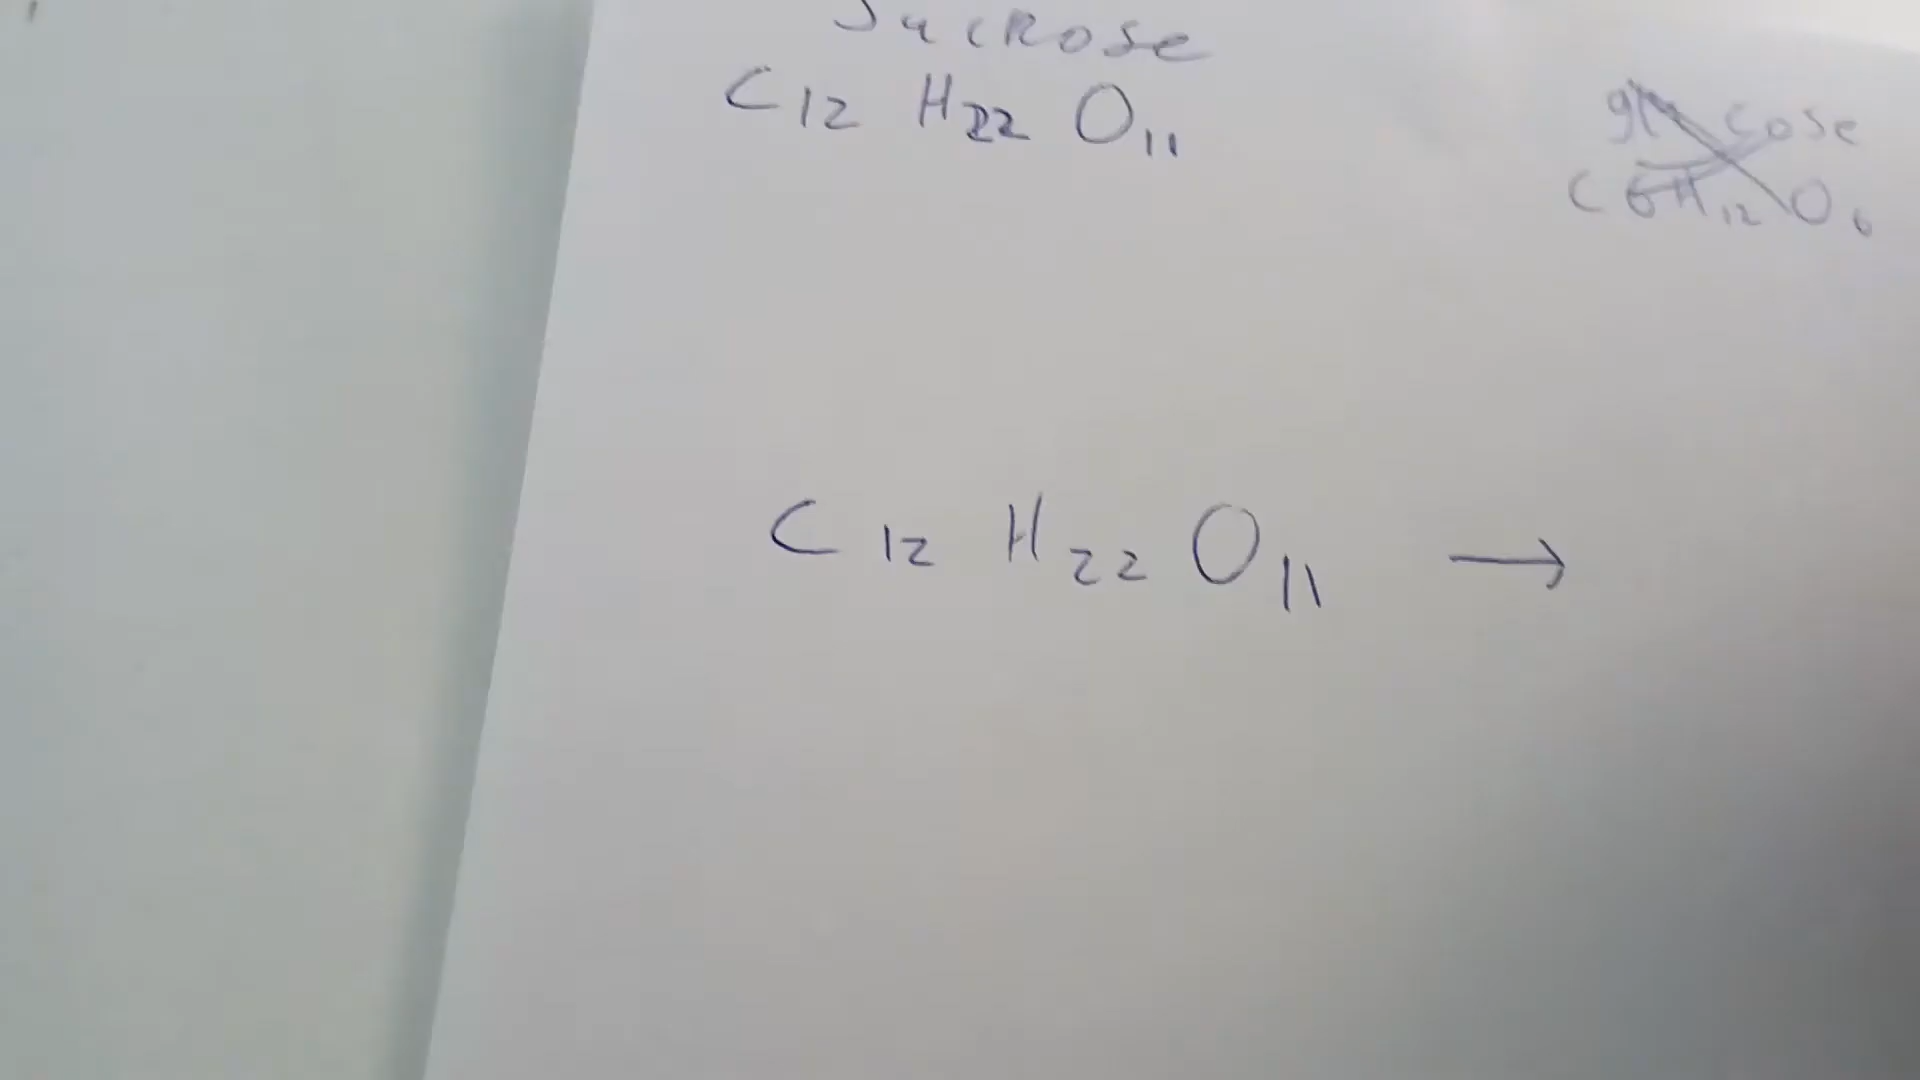 Sucrose
C12 H22 O11
glucose
C6H12O6
C12 H22 O11 →